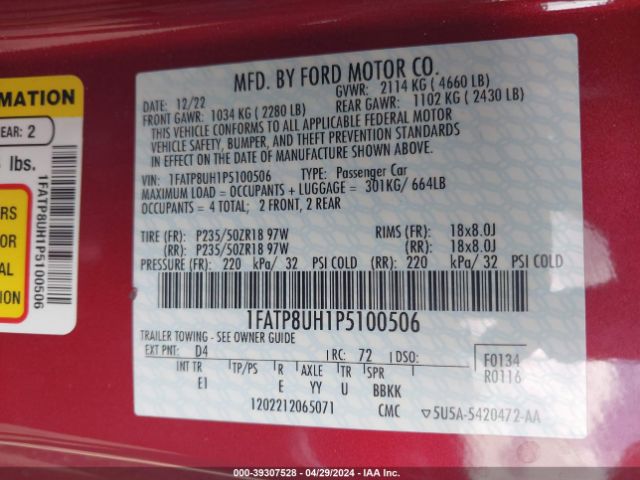 MFD. BY FORD MOTOR CO.
DATE: 12/22
GVWR: 2114 KG ( 4660 LB)
FRONT GAWR: 1034 KG ( 2280 LB)
REAR GAWR: 1102 KG ( 2430 LB)
THIS VEHICLE CONFORMS TO ALL APPLICABLE FEDERAL MOTOR
VEHICLE SAFETY, BUMPER, AND THEFT PREVENTION STANDARDS
IN EFFECT ON THE DATE OF MANUFACTURE SHOWN ABOVE.
VIN: 1FATP8UH1P5100506 TYPE: Passenger Car
MAXIMUM LOAD = OCCUPANTS + LUGGAGE = 301KG/ 664LB
OCCUPANTS = 4 TOTAL; 2 FRONT, 2 REAR
TIRE (FR): P235/50ZR18 97W RIMS (FR): 18x8.0J
(RR): P235/50ZR18 97W (RR): 18x8.0J
PRESSURE (FR): 220 kPa/ 32 PSI COLD (RR): 220 kPa/ 32 PSI COLD
1FATP8UH1P5100506
TRAILER TOWING - SEE OWNER GUIDE
EXT PNT: D4 RC: 72 DSO:
F0134
R0116
INT TR TP/PS R AXLE TR SPR
EI E YY U BBKK
1202212065071 CMC 5U5A-5420472-AA
RMATION
EAR: 2
lbs.
RS
OR
S
1FATP8UH1P5100506
000-39307528 - 04/29/2024 - IAA Inc.